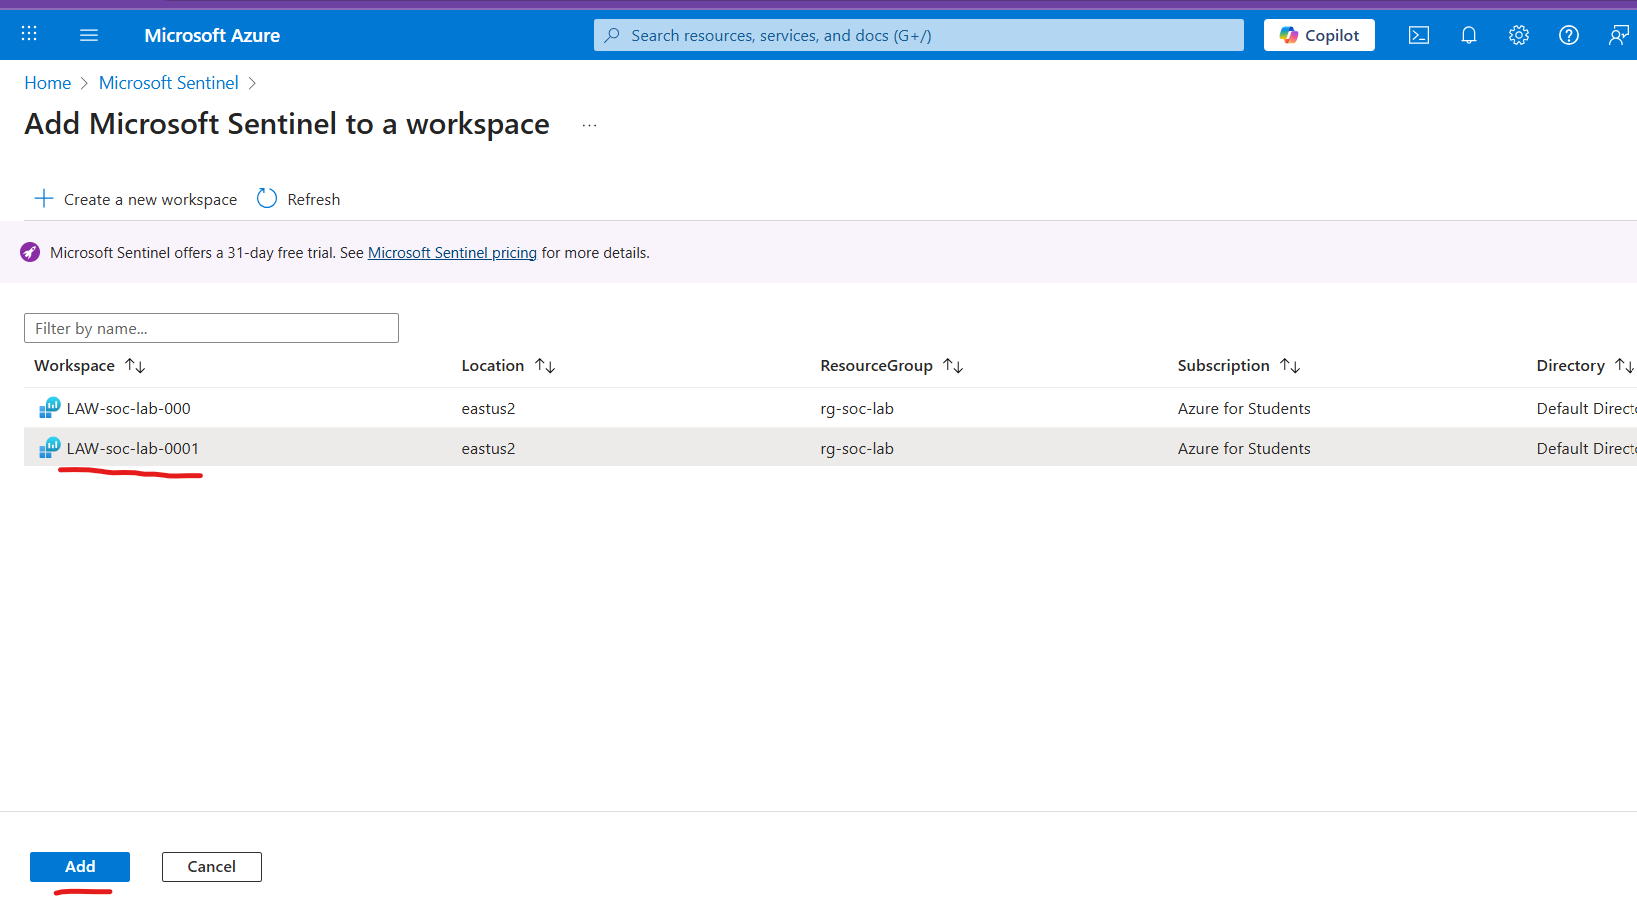 Microsoft Azure
Search resources, services, and docs (G+/)
Copilot
Home > Microsoft Sentinel >
Add Microsoft Sentinel to a workspace ...
Create a new workspace Refresh
Microsoft Sentinel offers a 31-day free trial. See Microsoft Sentinel pricing for more details.
Filter by name...
Workspace Location ResourceGroup Subscription Directory
LAW-soc-lab-000 eastus2 rg-soc-lab Azure for Students Default Direct
LAW-soc-lab-0001 eastus2 rg-soc-lab Azure for Students Default Direct
Add Cancel